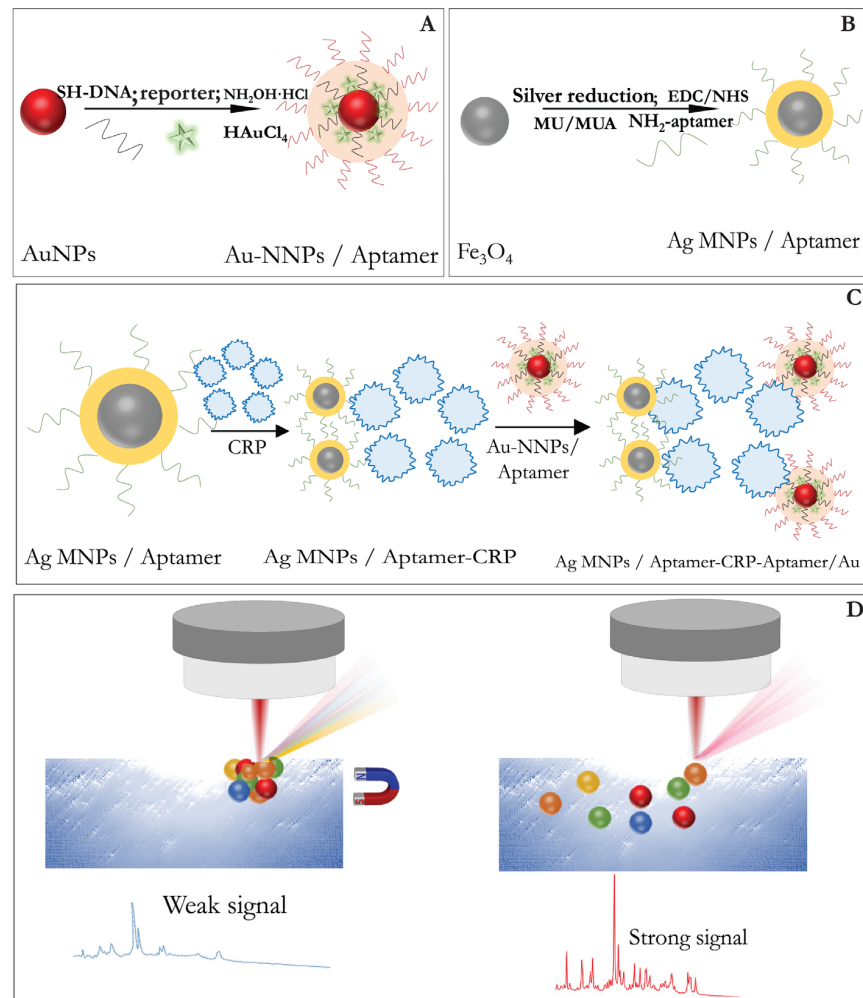 A
SH-DNA; reporter; NH₂OH·HCl
HAuCl₄
AuNPs
Au-NNPs / Aptamer
B
Silver reduction; EDC/NHS
MU/MUA NH₂-aptamer
Fe₃O₄
Ag MNPs / Aptamer
C
CRP
Au-NNPs/
Aptamer
Ag MNPs / Aptamer
Ag MNPs / Aptamer-CRP
Ag MNPs / Aptamer-CRP-Aptamer/Au
D
N
S
Weak signal
Strong signal